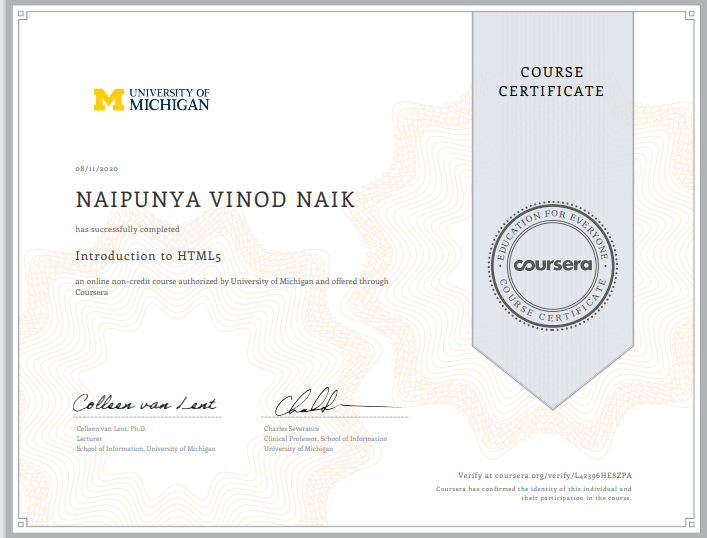 COURSE
CERTIFICATE
UNIVERSITY OF
MICHIGAN
08/11/2020
NAIPUNYA VINOD NAIK
has successfully completed
Introduction to HTML5
an online non-credit course authorized by University of Michigan and offered through
Coursera
EDUCATION FOR EVERYONE
coursera
COURSE CERTIFICATE
Colleen van Lent
Colleen van Lent, Ph.D.
Lecturer
School of Information, University of Michigan
Charles Severance
Clinical Professor, School of Information
University of Michigan
Verify at coursera.org/verify/L42396HE8ZPA
Coursera has confirmed the identity of this individual and
their participation in the course.